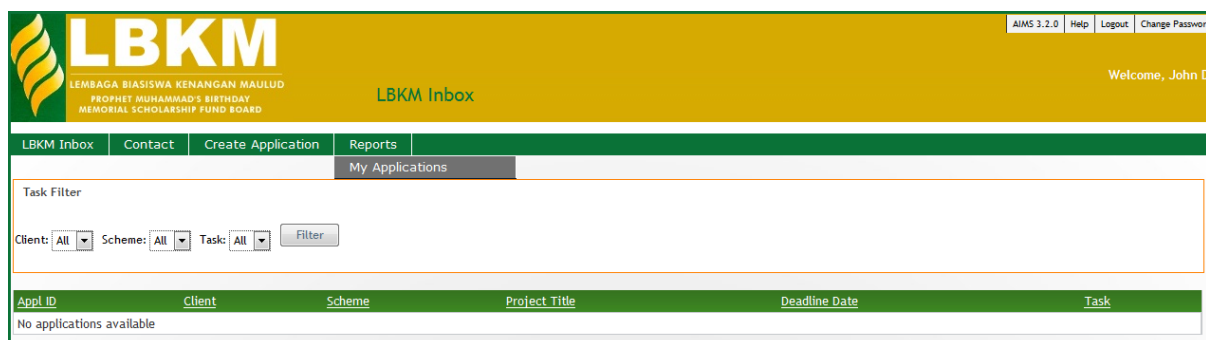 AIMS 3.2.0 Help Logout Change Passwor
LBKM
LEMBAGA BIASISWA KENANGAN MAULUD
PROPHET MUHAMMAD'S BIRTHDAY
MEMORIAL SCHOLARSHIP FUND BOARD
Welcome, John D
LBKM Inbox
LBKM Inbox Contact Create Application Reports
My Applications
Task Filter
Client: All Scheme: All Task: All Filter
Appl ID Client Scheme Project Title Deadline Date Task
No applications available